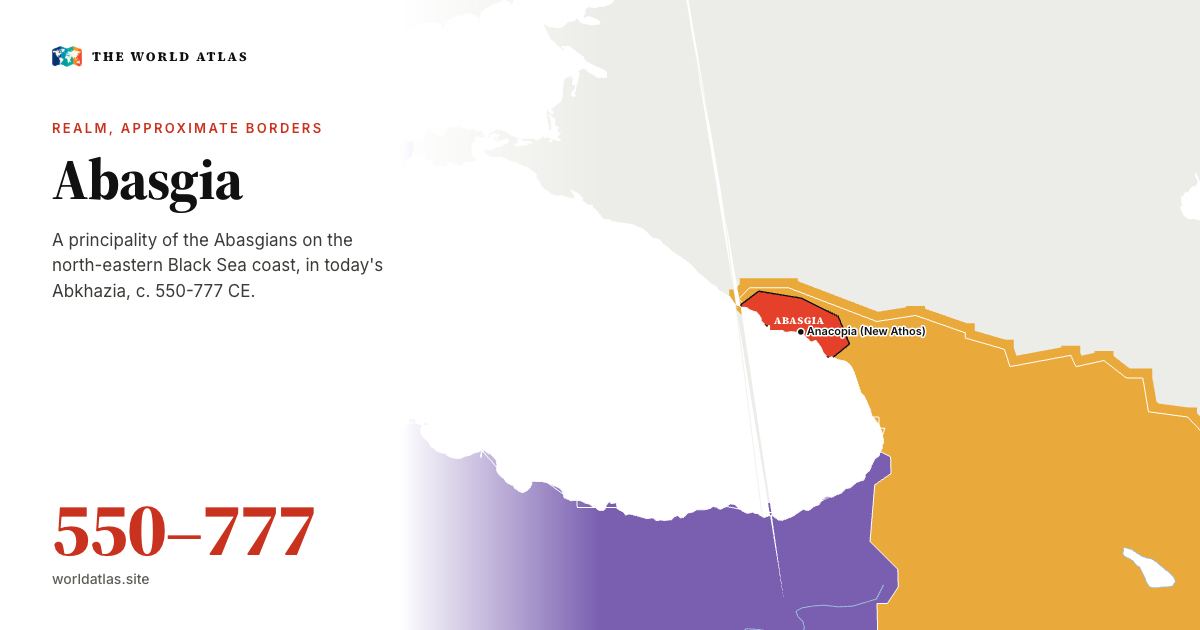 THE WORLD ATLAS
REALM, APPROXIMATE BORDERS
Abasgia
A principality of the Abasgians on the
north-eastern Black Sea coast, in today's
Abkhazia, c. 550-777 CE.
550–777
worldatlas.site
ABASGIA
Anacopia (New Athos)